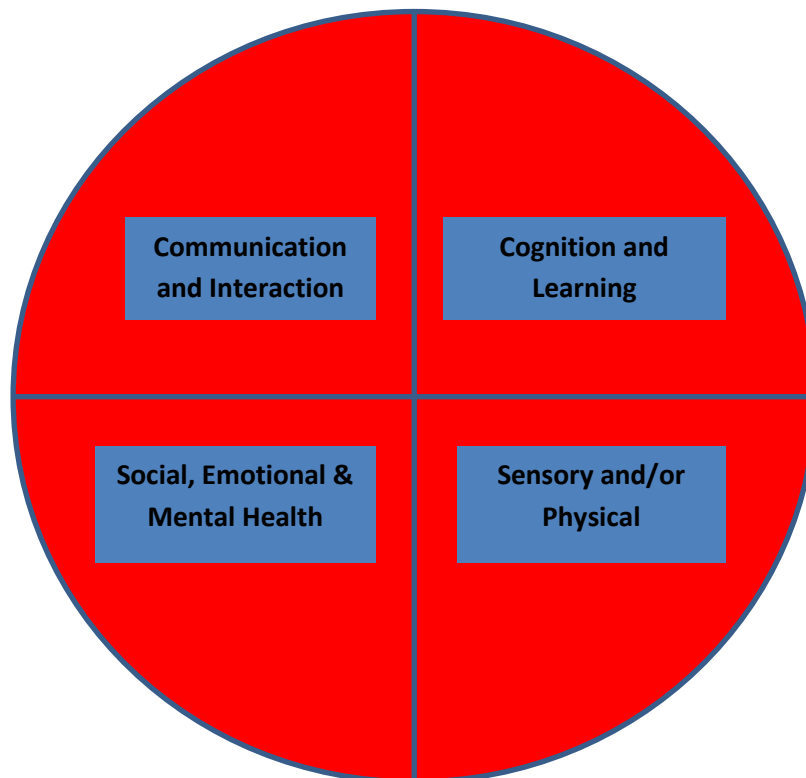 Communication
and Interaction
Cognition and
Learning
Social, Emotional &
Mental Health
Sensory and/or
Physical